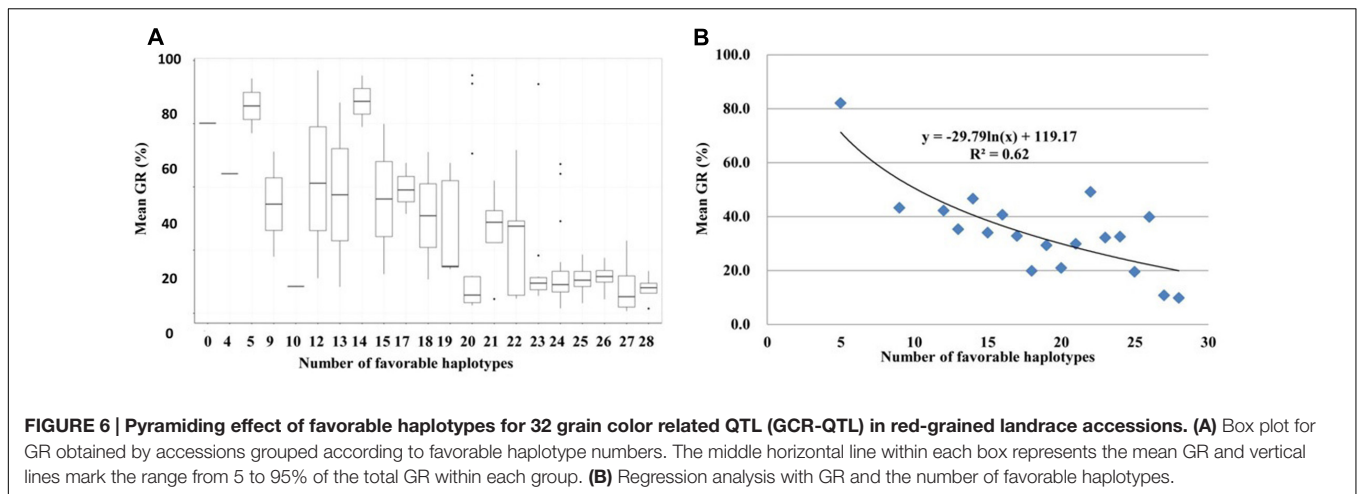 A
100
80
60
40
20
0
Mean GR (%)
0 4 5 9 10 12 13 14 15 17 18 19 20 21 22 23 24 25 26 27 28
Number of favorable haplotypes
B
100.0
80.0
60.0
40.0
20.0
0.0
Mean GR (%)
y = -29.79ln(x) + 119.17
R² = 0.62
0 5 10 15 20 25 30
Number of favorable haplotypes
FIGURE 6 | Pyramiding effect of favorable haplotypes for 32 grain color related QTL (GCR-QTL) in red-grained landrace accessions. (A) Box plot for
GR obtained by accessions grouped according to favorable haplotype numbers. The middle horizontal line within each box represents the mean GR and vertical
lines mark the range from 5 to 95% of the total GR within each group. (B) Regression analysis with GR and the number of favorable haplotypes.